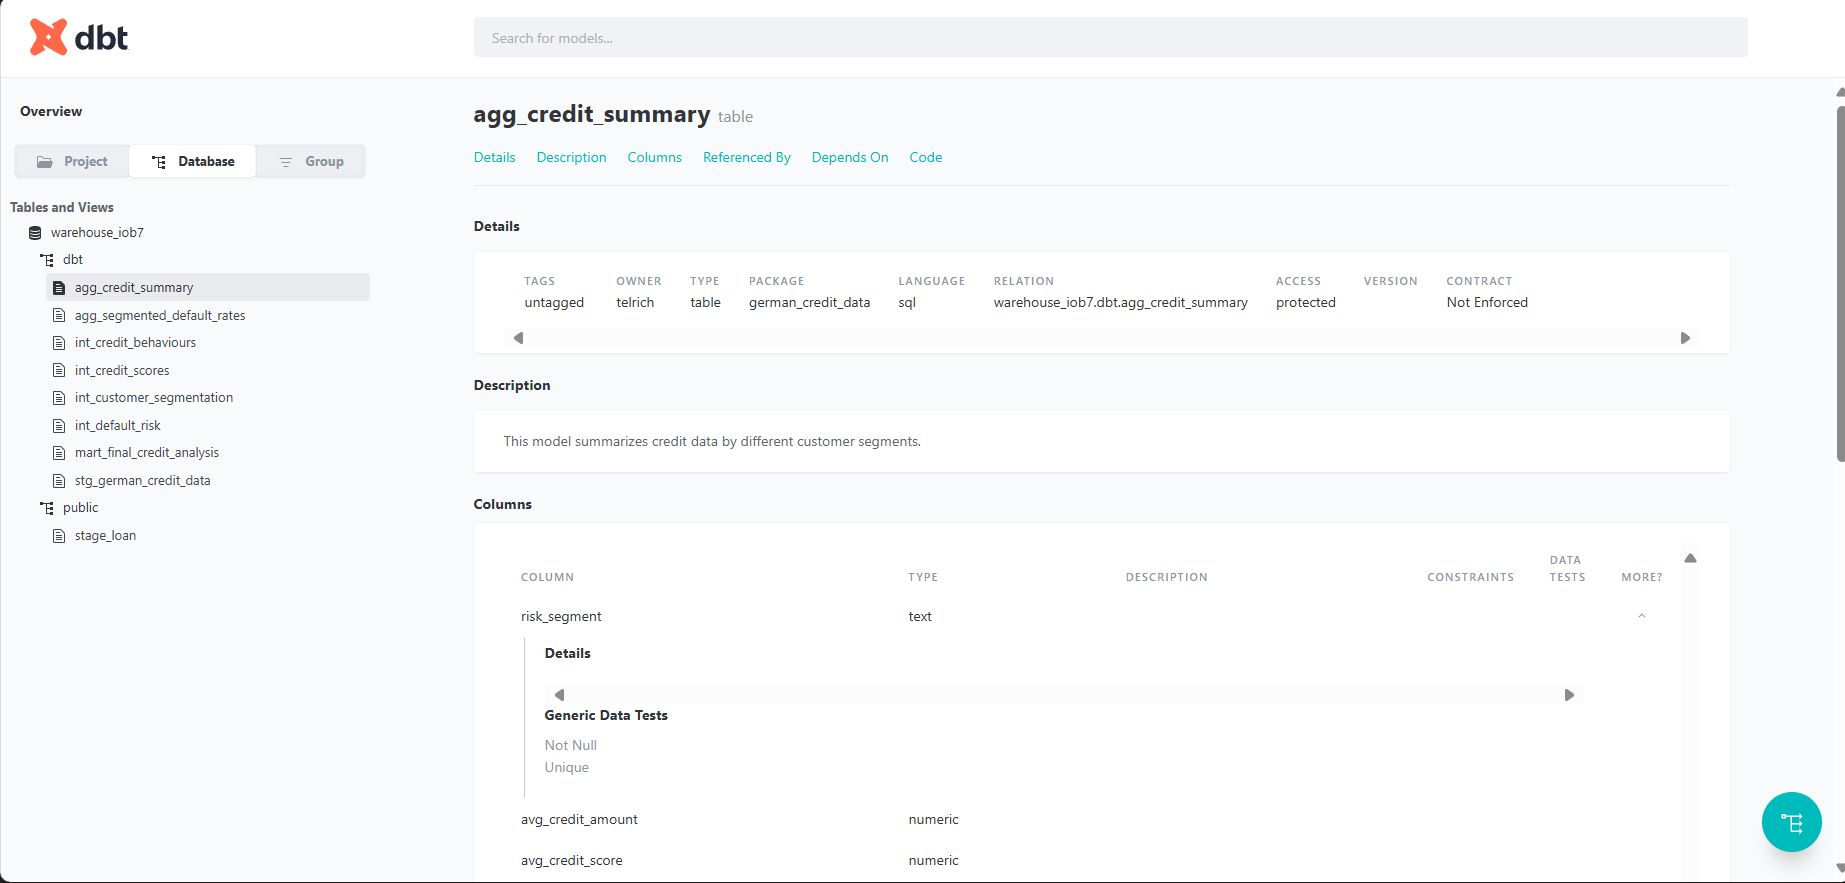 dbt
Search for models...
Overview
Project Database Group
Tables and Views
warehouse_iob7
dbt
agg_credit_summary
agg_segmented_default_rates
int_credit_behaviours
int_credit_scores
int_customer_segmentation
int_default_risk
mart_final_credit_analysis
stg_german_credit_data
public
stage_loan
agg_credit_summary table
Details Description Columns Referenced By Depends On Code
Details
TAGS OWNER TYPE PACKAGE LANGUAGE RELATION ACCESS VERSION CONTRACT
untagged telrich table german_credit_data sql warehouse_iob7.dbt.agg_credit_summary protected Not Enforced
Description
This model summarizes credit data by different customer segments.
Columns
COLUMN TYPE DESCRIPTION CONSTRAINTS DATA TESTS MORE?
risk_segment text
Details
Generic Data Tests
Not Null
Unique
avg_credit_amount numeric
avg_credit_score numeric